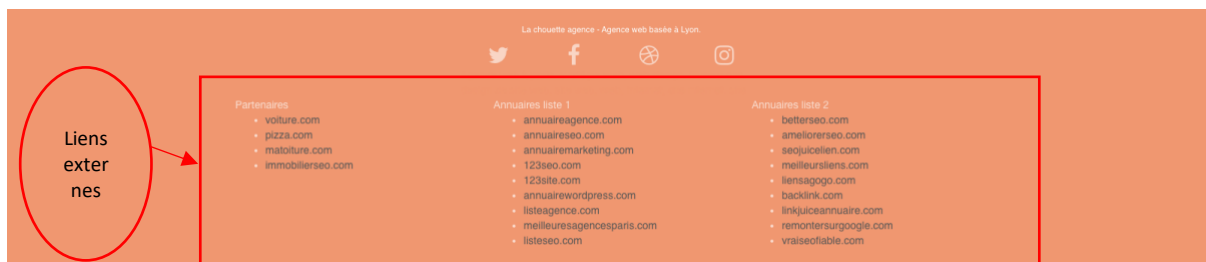 La chouette agence - Agence web basée à Lyon.
Liens
exter
nes
Partenaires
voiture.com
pizza.com
matoiture.com
immobilierseo.com
Annuaires liste 1
annuaireagence.com
annuaireseo.com
annuairemarketing.com
123seo.com
123site.com
annuairewordpress.com
listeagence.com
meilleuresagencesparis.com
listeseo.com
Annuaires liste 2
betterseo.com
ameliorerseo.com
seojuicelien.com
meilleursliens.com
liensagogo.com
backlink.com
linkjuiceannuaire.com
remontersurgoogle.com
vraiseofiable.com